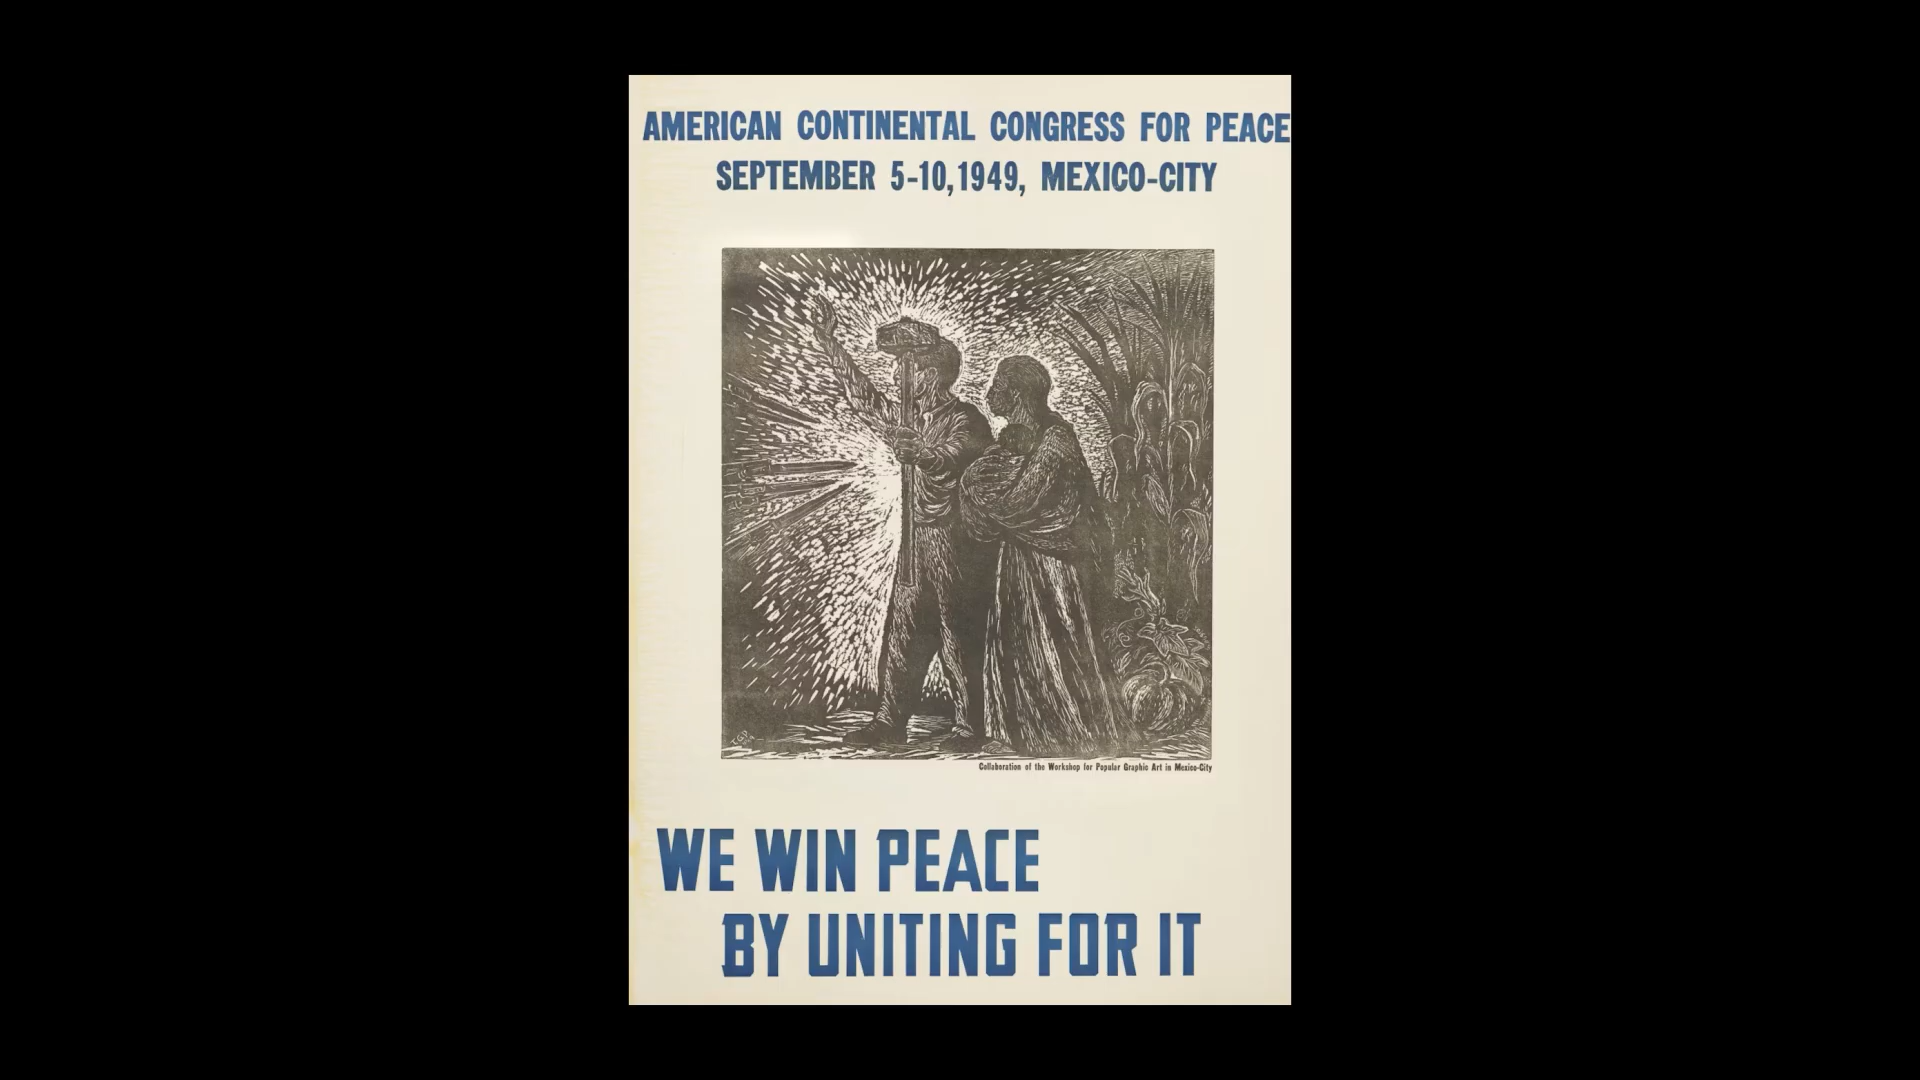 AMERICAN CONTINENTAL CONGRESS FOR PEACE
SEPTEMBER 5-10, 1949, MEXICO-CITY
TGP
Collaboration of the Workshop for Popular Graphic Art in Mexico-City
WE WIN PEACE
BY UNITING FOR IT